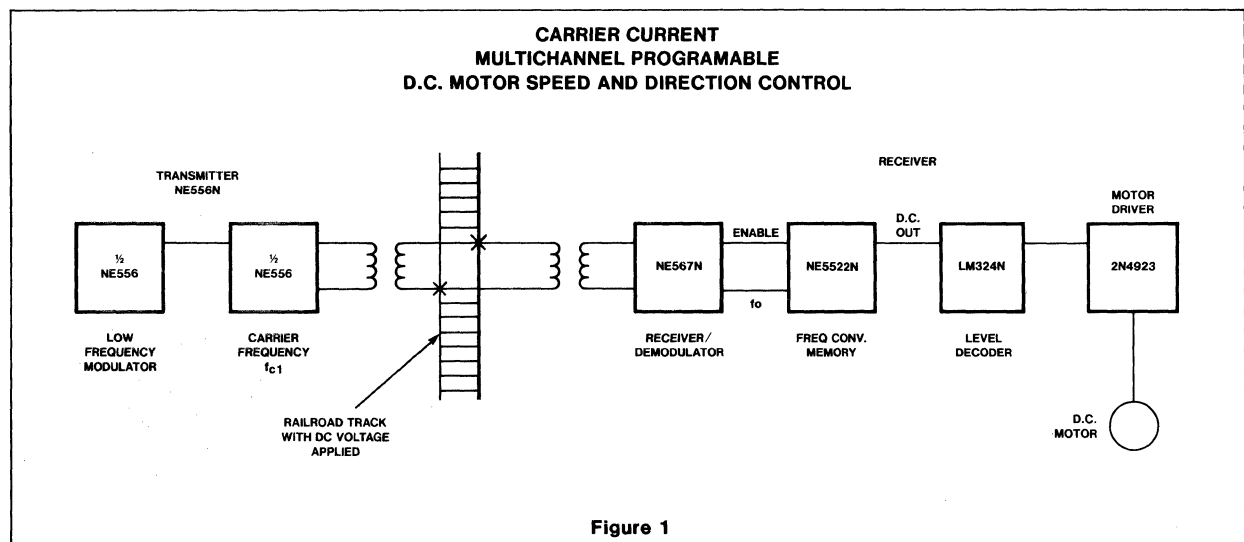 CARRIER CURRENT
MULTICHANNEL PROGRAMABLE
D.C. MOTOR SPEED AND DIRECTION CONTROL
TRANSMITTER
NE556N
½
NE556
LOW
FREQUENCY
MODULATOR
½
NE556
CARRIER
FREQUENCY
fc1
RAILROAD TRACK
WITH DC VOLTAGE
APPLIED
RECEIVER
NE567N
RECEIVER/
DEMODULATOR
ENABLE
fo
NE5522N
FREQ CONV.
MEMORY
D.C.
OUT
LM324N
LEVEL
DECODER
MOTOR
DRIVER
2N4923
D.C.
MOTOR
Figure 1